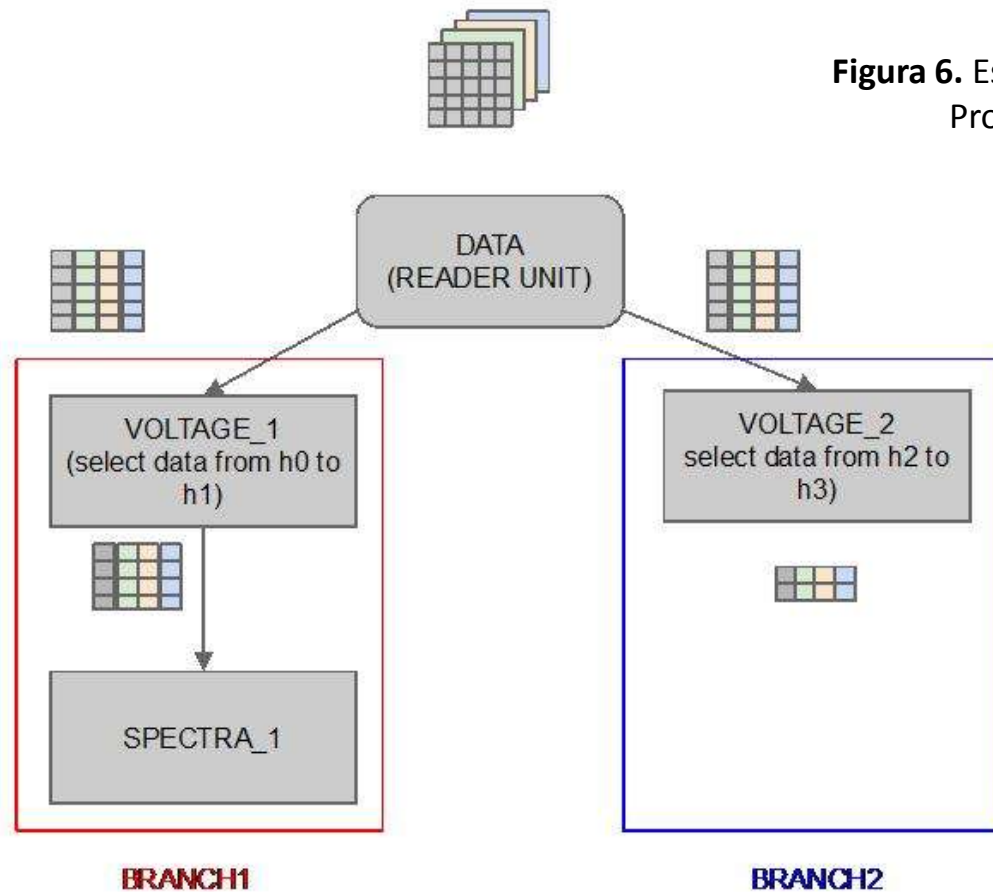 Figura 6.
DATA
(READER UNIT)
VOLTAGE_1
(select data from h0 to
h1)
VOLTAGE_2
select data from h2 to
h3)
SPECTRA_1
BRANCH1
BRANCH2